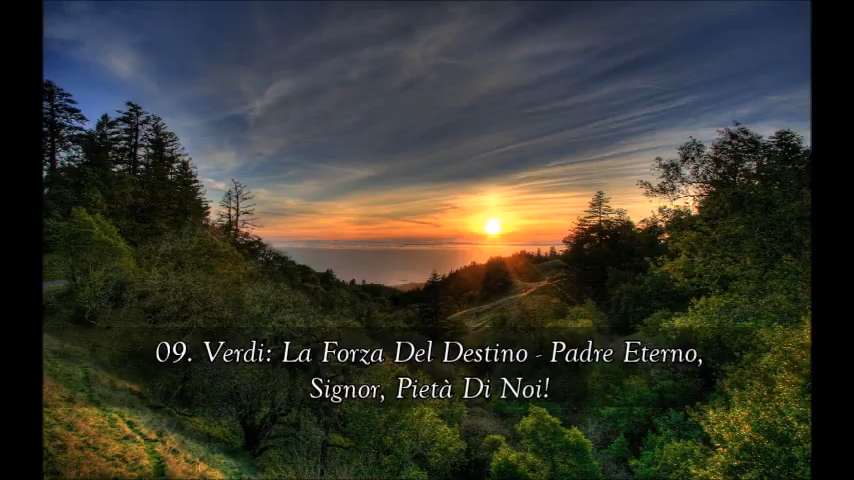 09. Verdi: La Forza Del Destino - Padre Eterno,
Signor, Pietà Di Noi!